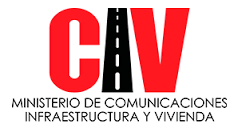 CIV
MINISTERIO DE COMUNICACIONES
INFRAESTRUCTURA Y VIVIENDA